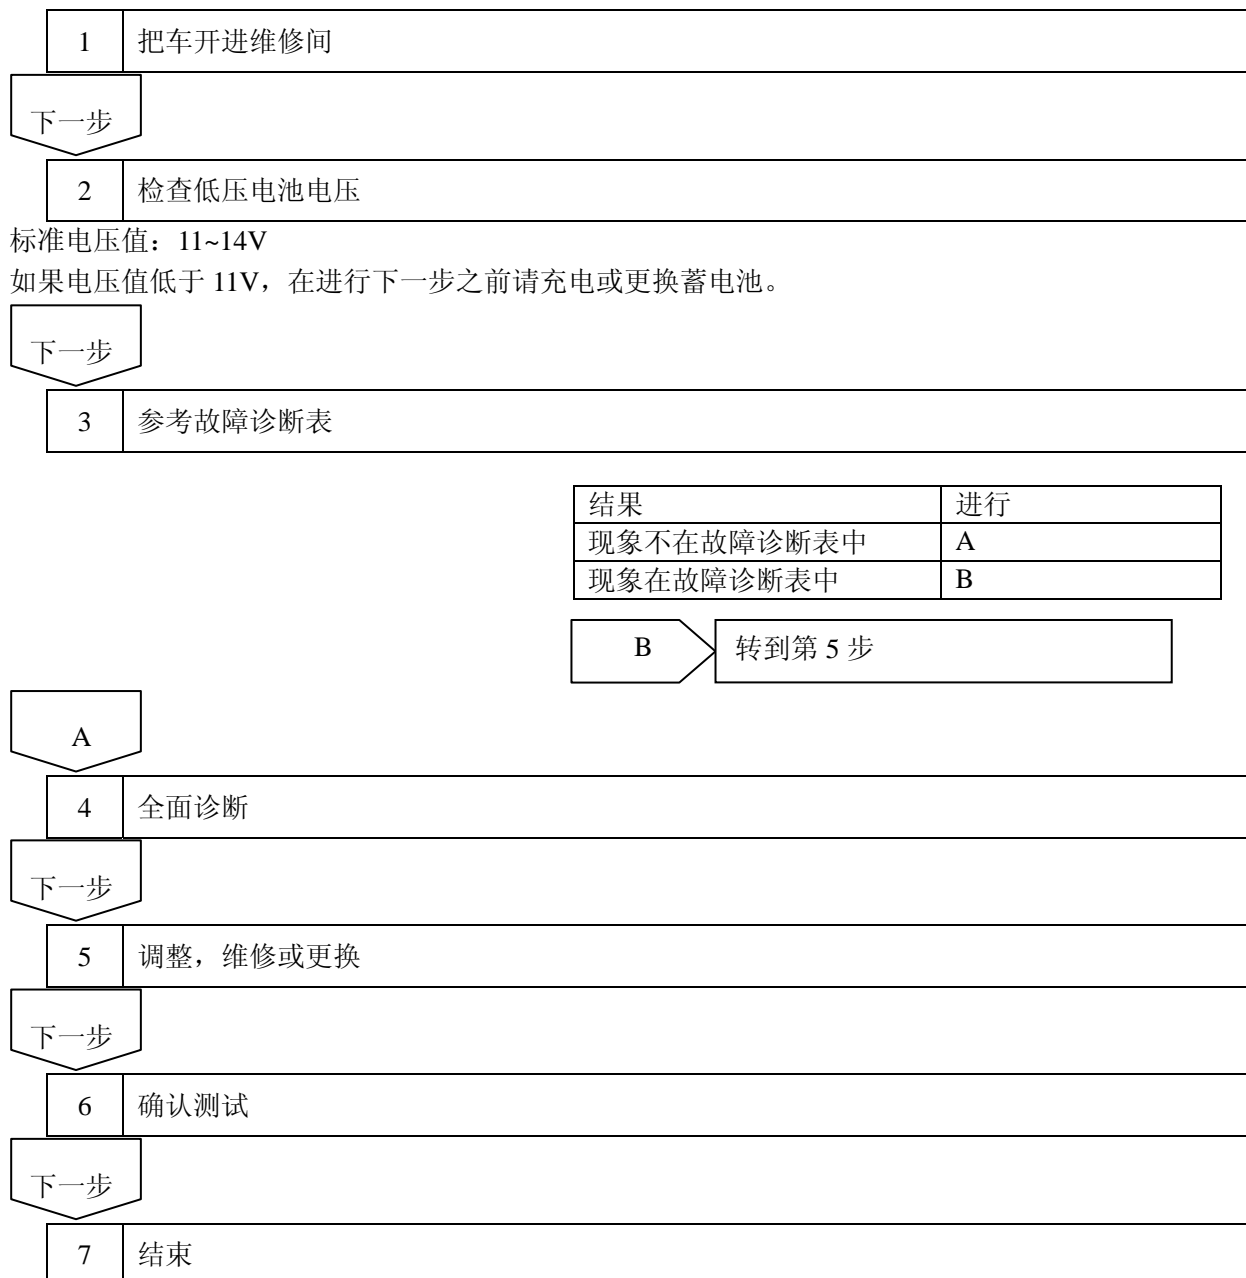 1 把车开进维修间
下一步
2 检查低压电池电压
标准电压值：11~14V
如果电压值低于 11V，在进行下一步之前请充电或更换蓄电池。
下一步
3 参考故障诊断表
结果 进行
现象不在故障诊断表中 A
现象在故障诊断表中 B
B 转到第 5 步
A
4 全面诊断
下一步
5 调整，维修或更换
下一步
6 确认测试
下一步
7 结束